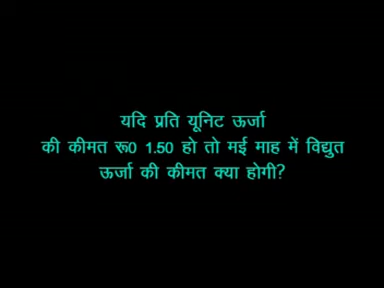 यदि प्रति यूनिट ऊर्जा
की कीमत रू0 1.50 हो तो मई माह में विद्युत
ऊर्जा की कीमत क्या होगी?